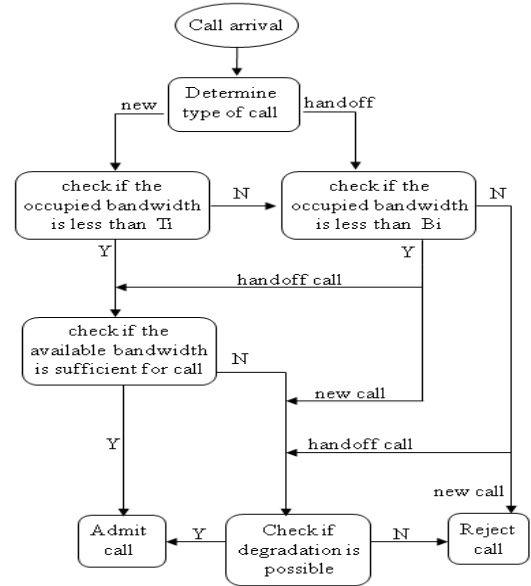 Call arrival
Determine
type of call
new
handoff
check if the
occupied bandwidth
is less than Ti
N
check if the
occupied bandwidth
is less than Bi
N
Y
Y
handoff call
check if the
available bandwidth
is sufficient for call
N
new call
Y
handoff call
new call
Admit
call
Y
Check if
degradation is
possible
N
Reject
call